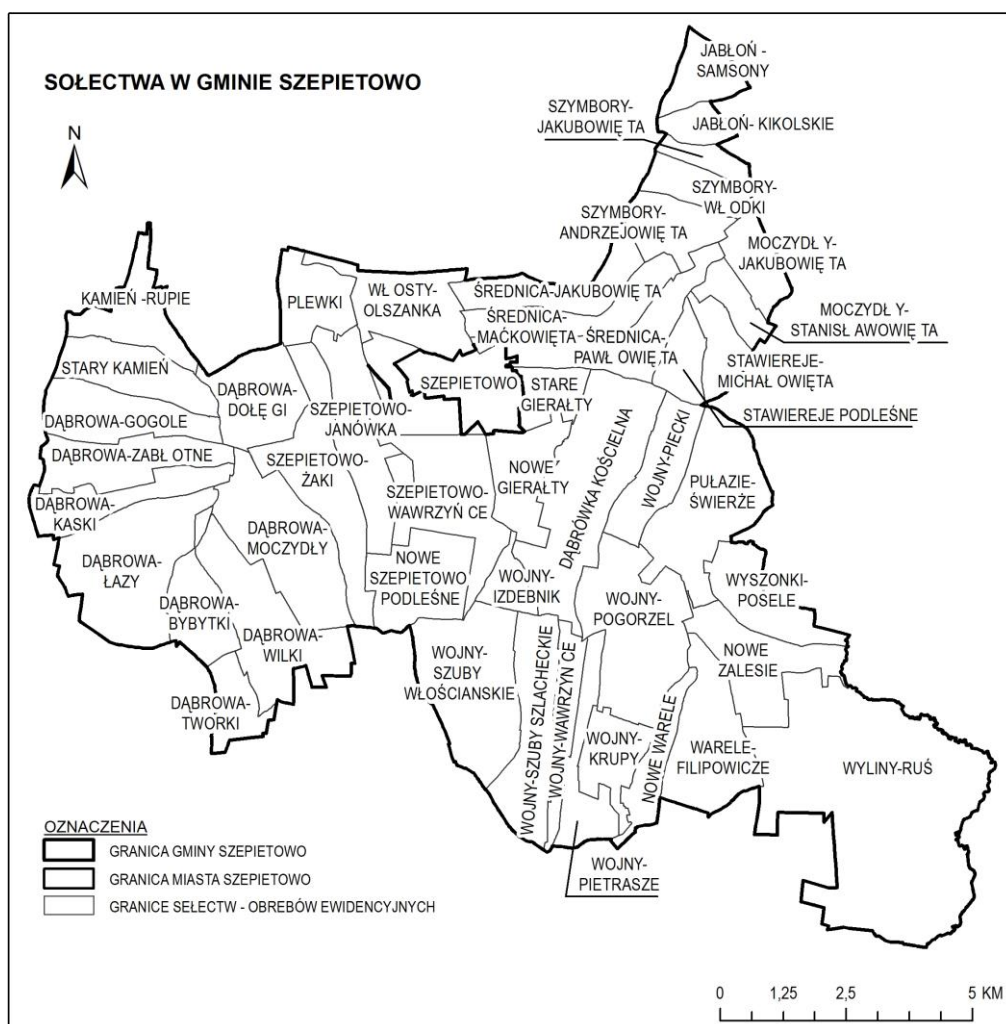 SOŁECTWA W GMINIE SZEPIETOWO
N
JABŁOŃ -
SAMSONY
SZYMBORY-
JAKUBOWIĘ TA
JABŁOŃ- KIKOLSKIE
SZYMBORY-
WŁ ODKI
SZYMBORY-
ANDRZEJOWIĘ TA
MOCZYDŁ Y-
JAKUBOWIĘ TA
KAMIEŃ -RUPIE
PLEWKI
WŁ OSTY-
OLSZANKA
ŚREDNICA-JAKUBOWIĘ TA
ŚREDNICA-
MAĆKOWIĘTA
ŚREDNICA-
PAWŁ OWIĘ TA
MOCZYDŁ Y-
STANISŁ AWOWIĘ TA
STAWIEREJE-
MICHAŁ OWIĘTA
STAWIEREJE PODLEŚNE
STARY KAMIEŃ
DĄBROWA-
DOŁĘ GI
SZEPIETOWO
STARE
GIERAŁTY
DĄBROWA-GOGOLE
SZEPIETOWO-
JANÓWKA
DĄBROWA-ZABŁ OTNE
SZEPIETOWO-
ŻAKI
NOWE
GIERAŁTY
DĄBRÓWKA KOŚCIELNA
WOJNY-PIECKI
PUŁAZIE-
ŚWIERŻE
DĄBROWA-
KASKI
SZEPIETOWO-
WAWRZYŃ CE
DĄBROWA-
MOCZYDŁY
DĄBROWA-
ŁAZY
NOWE
SZEPIETOWO
PODLEŚNE
WOJNY-
IZDEBNIK
WOJNY-
POGORZEL
WYSZONKI-
POSELE
DĄBROWA-
BYBYTKI
DĄBROWA-
WILKI
WOJNY-
SZUBY
WŁOŚCIANSKIE
NOWE
ZALESIE
DĄBROWA-
TWORKI
WOJNY-SZUBY SZLACHECKIE
WOJNY-WAWRZYN CE
WOJNY-
KRUPY
NOWE WARELE
WARELE-
FILIPOWICZE
WYLINY-RUŚ
WOJNY-
PIETRASZE
OZNACZENIA
GRANICA GMINY SZEPIETOWO
GRANICA MIASTA SZEPIETOWO
GRANICE SEŁECTW - OBREBÓW EWIDENCYJNYCH
0 1,25 2,5 5 KM